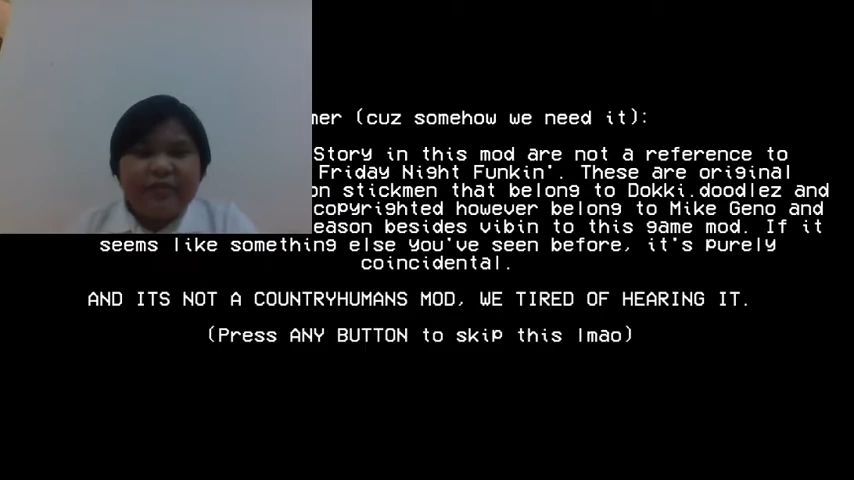 mer (cuz somehow we need it):
Story in this mod are not a reference to
Friday Night Funkin'. These are original
on stickmen that belong to Dokki.doodlez and
copyrighted however belong to Mike Geno and
eason besides vibin to this game mod. If it
seems like something else you've seen before, it's purely
coincidental.
AND ITS NOT A COUNTRYHUMANS MOD, WE TIRED OF HEARING IT.
(Press ANY BUTTON to skip this lmao)